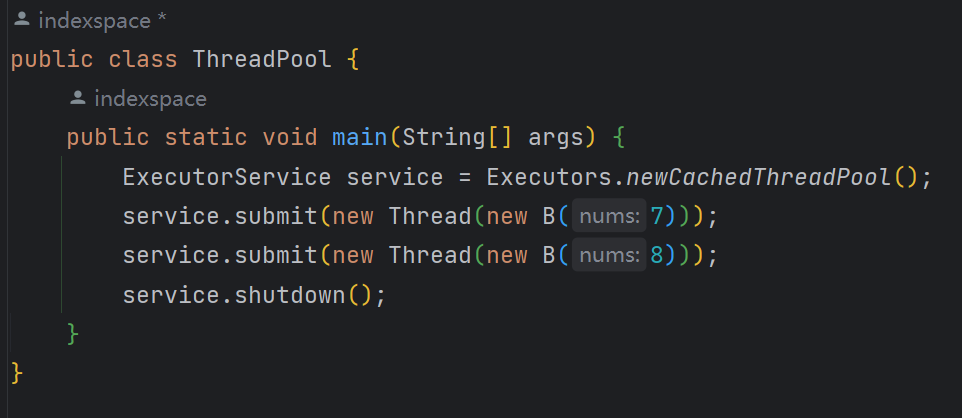 indexspace *
public class ThreadPool {
indexspace
public static void main(String[] args) {
ExecutorService service = Executors.newCachedThreadPool();
service.submit(new Thread(new B( nums: 7)));
service.submit(new Thread(new B( nums: 8)));
service.shutdown();
}
}